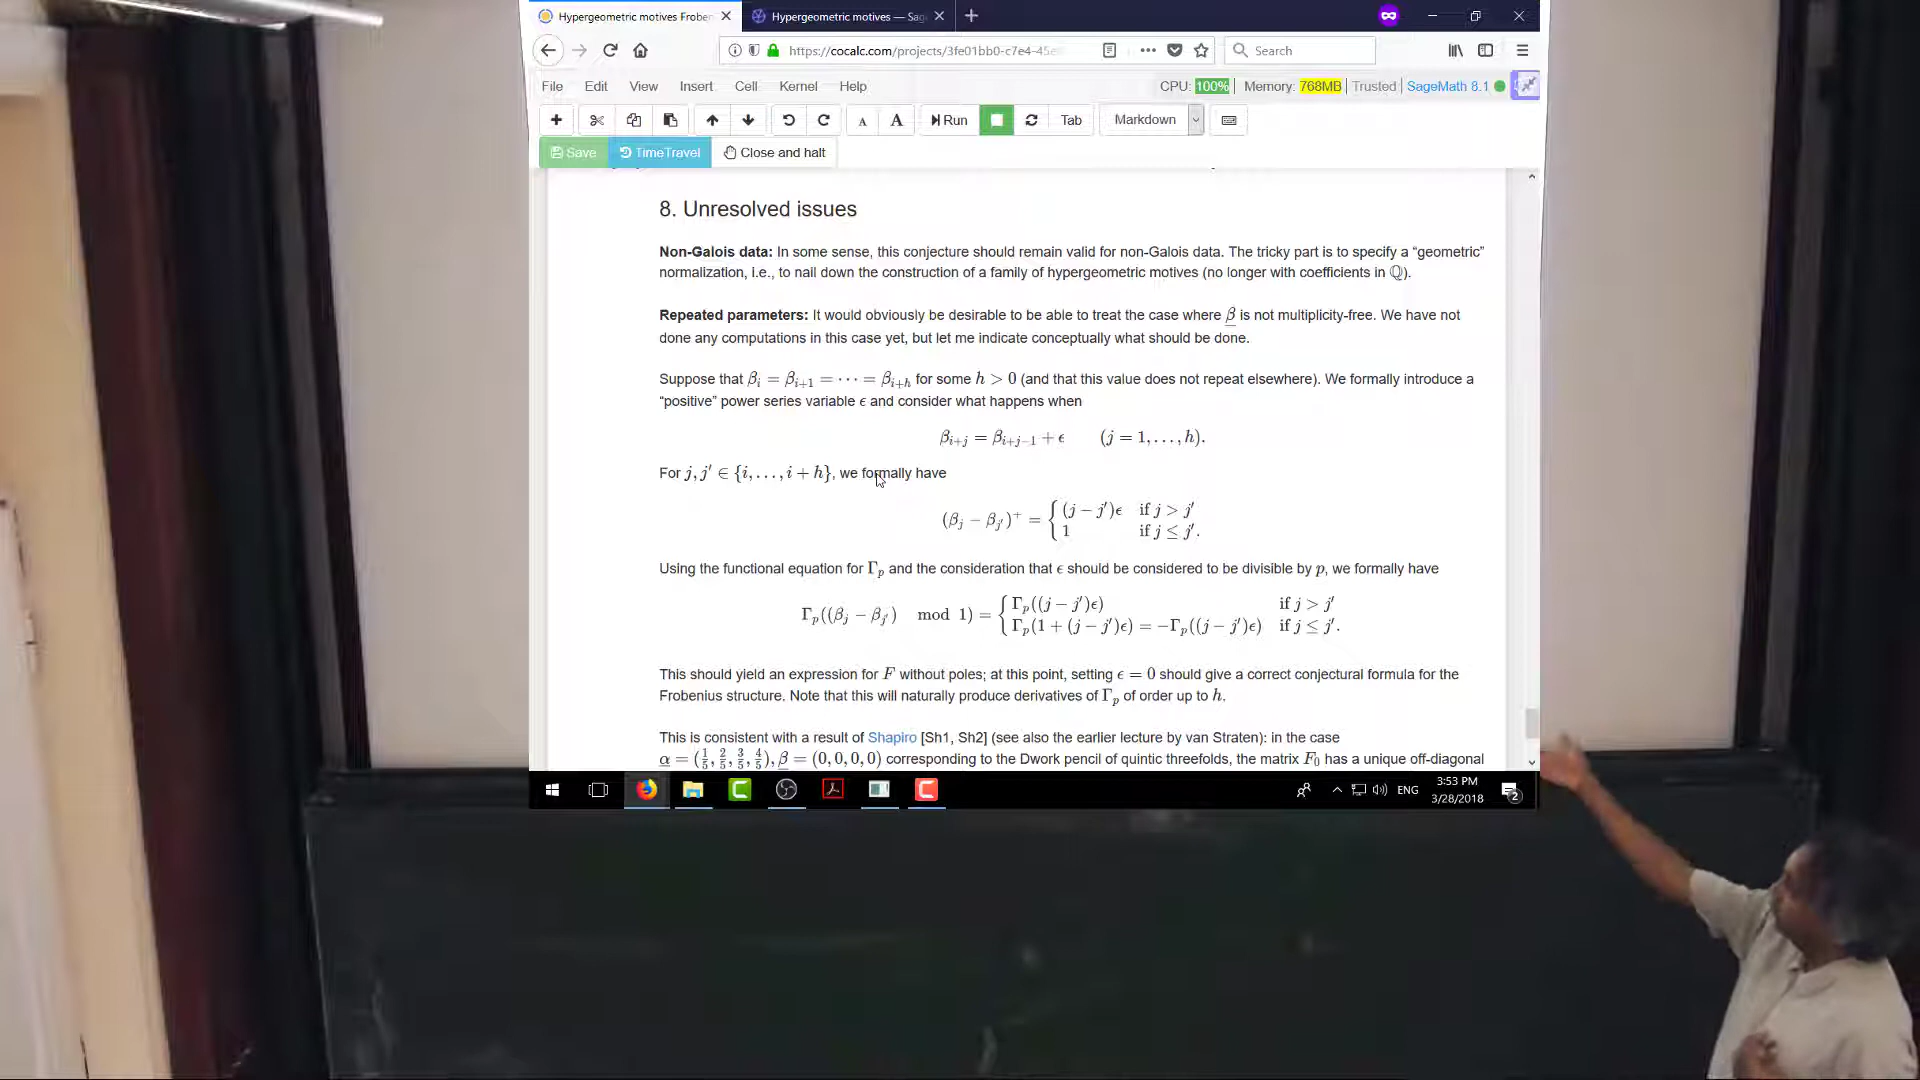 Hypergeometric motives Froben
Hypergeometric motives — Sag
https://cocalc.com/projects/3fe01bb0-c7e4-45e
Search
File Edit View Insert Cell Kernel Help
CPU: 100% Memory: 768MB Trusted SageMath 8.1
A A Run Tab Markdown
Save TimeTravel Close and halt
8. Unresolved issues
Non-Galois data: In some sense, this conjecture should remain valid for non-Galois data. The tricky part is to specify a “geometric”
normalization, i.e., to nail down the construction of a family of hypergeometric motives (no longer with coefficients in ℚ).
Repeated parameters: It would obviously be desirable to be able to treat the case where β is not multiplicity-free. We have not
done any computations in this case yet, but let me indicate conceptually what should be done.
Suppose that β_i = β_{i+1} = ⋯ = β_{i+h} for some h > 0 (and that this value does not repeat elsewhere). We formally introduce a
“positive” power series variable ϵ and consider what happens when
β_{i+j} = β_{i+j−1} + ϵ (j = 1, …, h).
For j, j′ ∈ {i, …, i + h}, we formally have
(β_j − β_{j′})^+ = { (j − j′)ϵ if j > j′
1 if j ≤ j′.
Using the functional equation for Γ_p and the consideration that ϵ should be considered to be divisible by p, we formally have
Γ_p((β_j − β_{j′}) mod 1) = { Γ_p((j − j′)ϵ) if j > j′
Γ_p(1 + (j − j′)ϵ) = −Γ_p((j − j′)ϵ) if j ≤ j′.
This should yield an expression for F without poles; at this point, setting ϵ = 0 should give a correct conjectural formula for the
Frobenius structure. Note that this will naturally produce derivatives of Γ_p of order up to h.
This is consistent with a result of Shapiro [Sh1, Sh2] (see also the earlier lecture by van Straten): in the case
α = (1/5, 2/5, 3/5, 4/5), β = (0, 0, 0, 0) corresponding to the Dwork pencil of quintic threefolds, the matrix F_0 has a unique off-diagonal
ENG
3:53 PM
3/28/2018
2